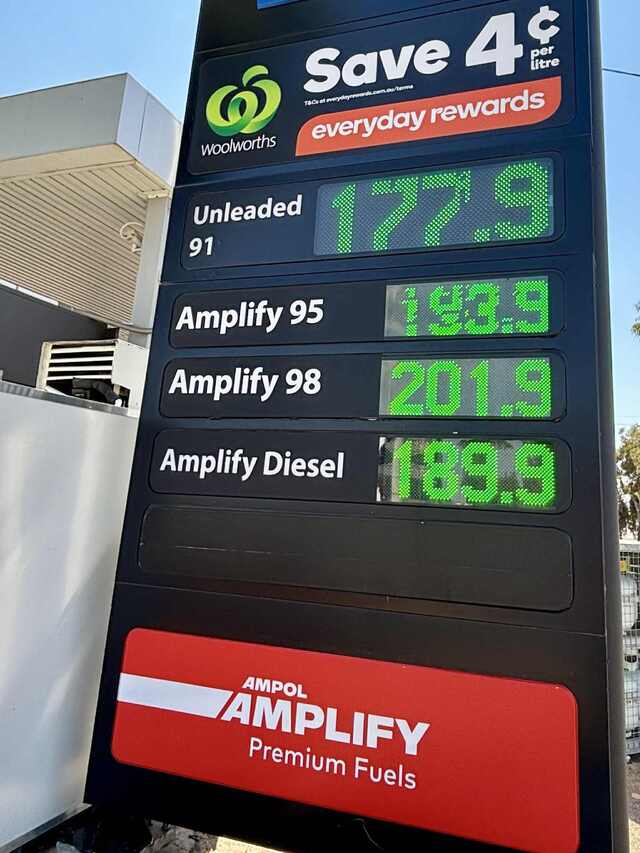 Save 4¢ per litre
T&Cs at everydayrewards.com.au/terms
Woolworths
everyday rewards
Unleaded 91
177.9
Amplify 95
193.9
Amplify 98
201.9
Amplify Diesel
189.9
AMPOL
AMPLIFY
Premium Fuels